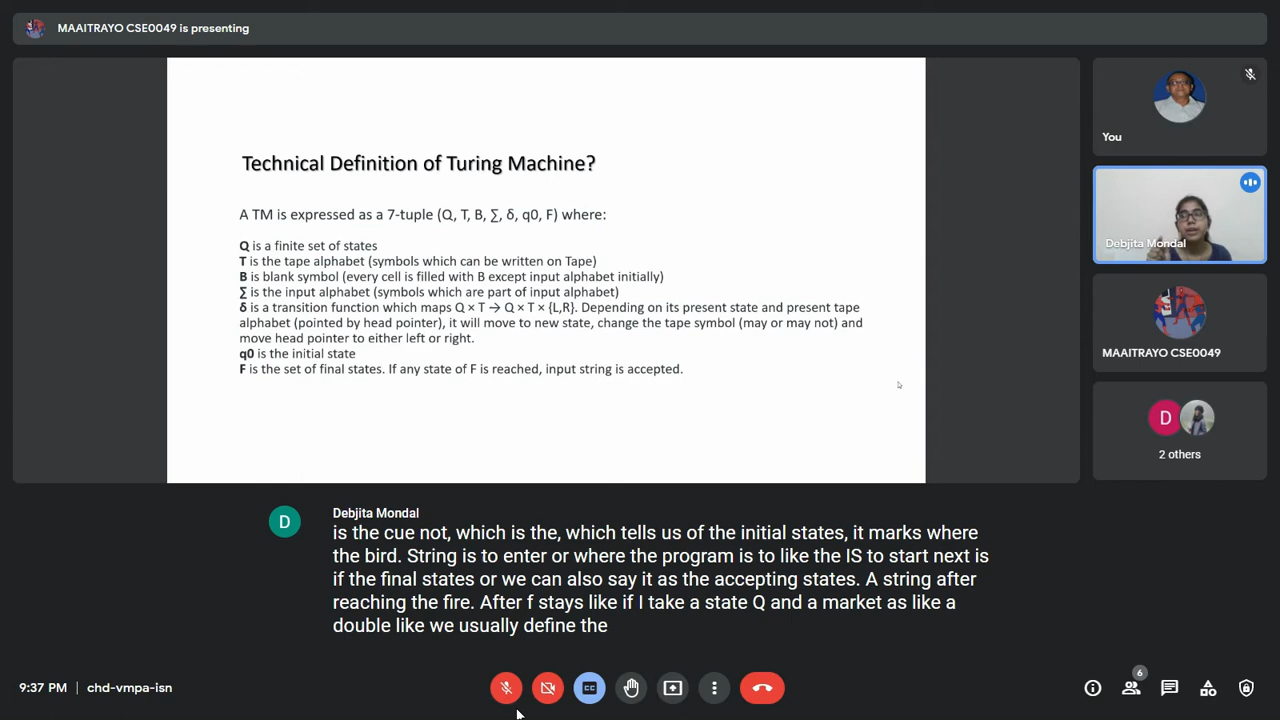 MAAITRAYO CSE0049 is presenting
Technical Definition of Turing Machine?
A TM is expressed as a 7-tuple (Q, T, B, ∑, δ, q0, F) where:
Q is a finite set of states
T is the tape alphabet (symbols which can be written on Tape)
B is blank symbol (every cell is filled with B except input alphabet initially)
∑ is the input alphabet (symbols which are part of input alphabet)
δ is a transition function which maps Q × T → Q × T × {L,R}. Depending on its present state and present tape
alphabet (pointed by head pointer), it will move to new state, change the tape symbol (may or may not) and
move head pointer to either left or right.
q0 is the initial state
F is the set of final states. If any state of F is reached, input string is accepted.
You
Debjita Mondal
MAAITRAYO CSE0049
D
2 others
D
Debjita Mondal
is the cue not, which is the, which tells us of the initial states, it marks where
the bird. String is to enter or where the program is to like the IS to start next is
if the final states or we can also say it as the accepting states. A string after
reaching the fire. After f stays like if I take a state Q and a market as like a
double like we usually define the
9:37 PM | chd-vmpa-isn
CC
6